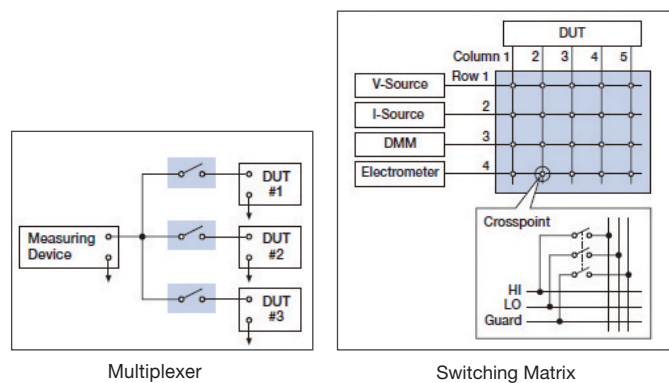 Measuring
Device
DUT
#1
DUT
#2
DUT
#3
Multiplexer
DUT
Column 1 2 3 4 5
Row 1
V-Source
I-Source 2
DMM 3
Electrometer 4
Crosspoint
HI
LO
Guard
Switching Matrix